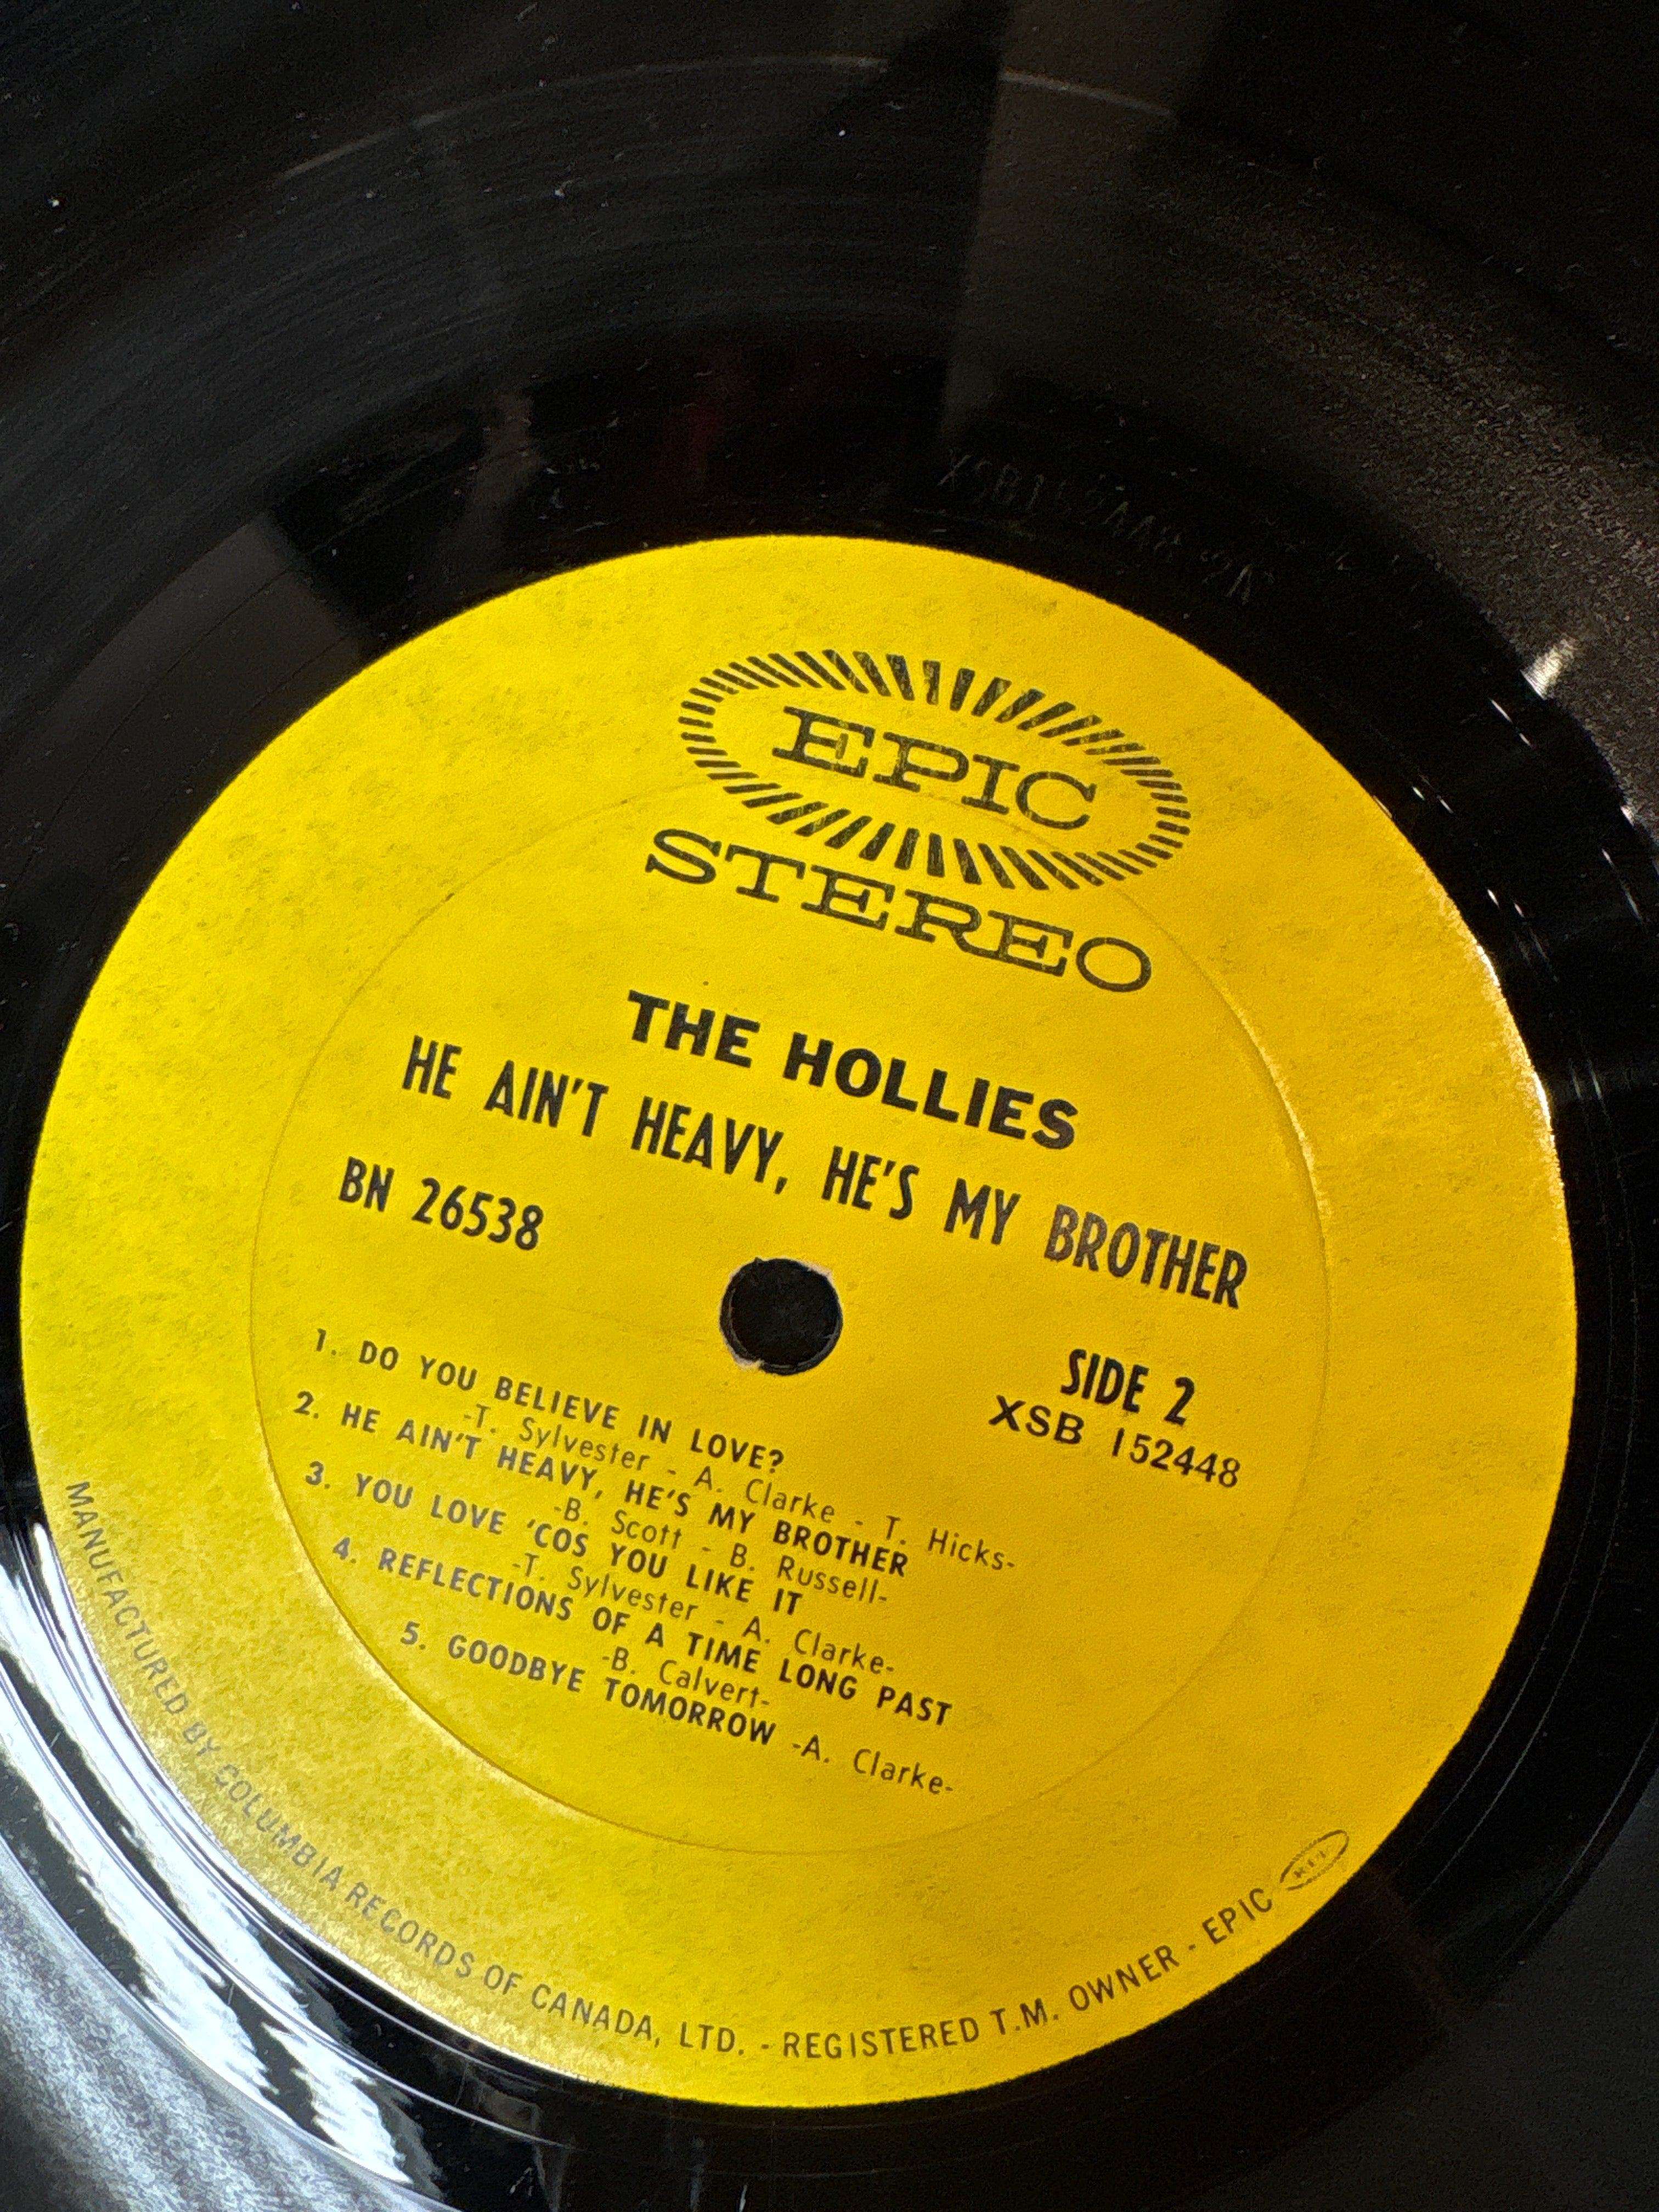 XSB152448-2A
EPIC
STEREO
THE HOLLIES
HE AIN'T HEAVY, HE'S MY BROTHER
BN 26538
SIDE 2
XSB 152448
1. DO YOU BELIEVE IN LOVE?
-T. Sylvester - A. Clarke - T. Hicks-
2. HE AIN'T HEAVY, HE'S MY BROTHER
-B. Scott - B. Russell-
3. YOU LOVE 'COS YOU LIKE IT
-T. Sylvester - A. Clarke-
4. REFLECTIONS OF A TIME LONG PAST
-B. Calvert-
5. GOODBYE TOMORROW -A. Clarke-
MANUFACTURED BY COLUMBIA RECORDS OF CANADA, LTD. - REGISTERED T.M. OWNER - EPIC